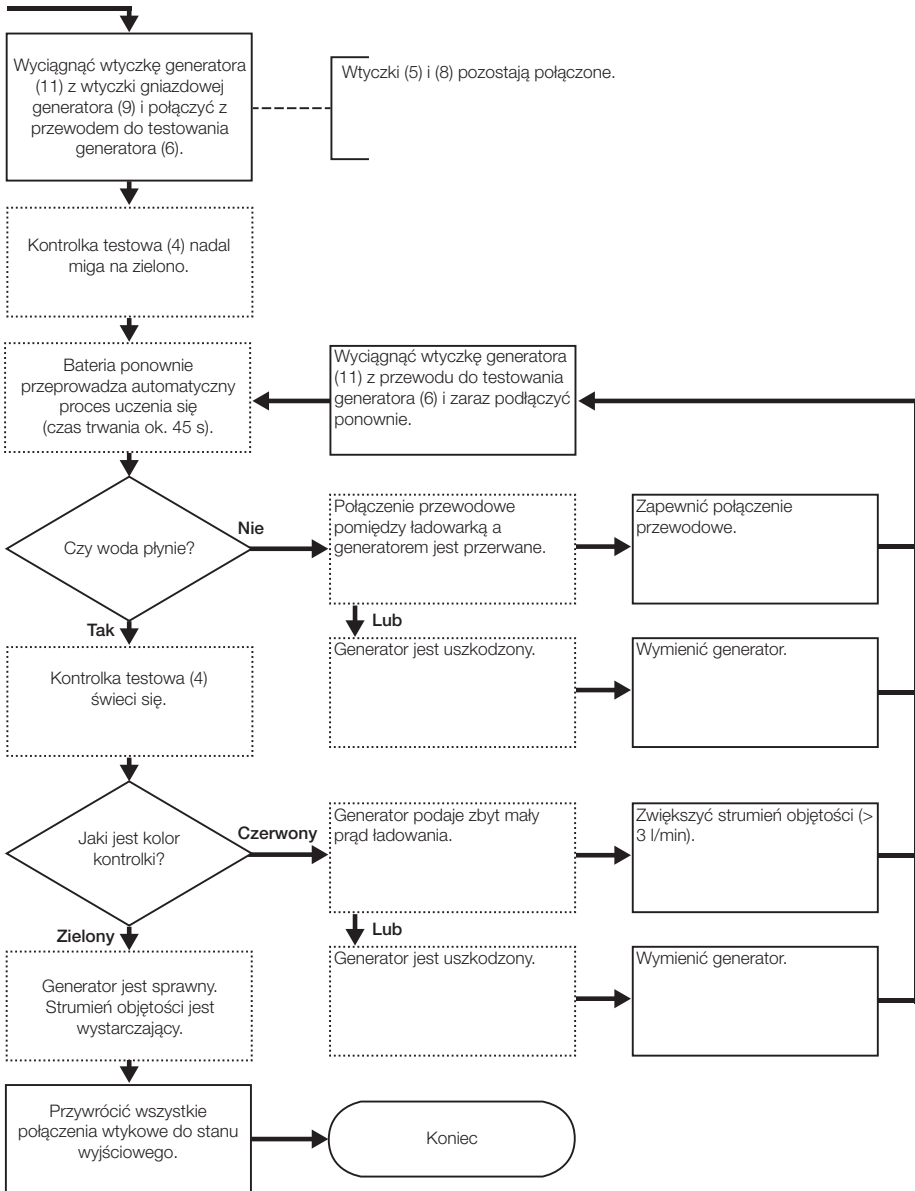 Wyciągnąć wtyczkę generatora
(11) z wtyczki gniazdowej
generatora (9) i połączyć z
przewodem do testowania
generatora (6).
Wtyczki (5) i (8) pozostają połączone.
Kontrolka testowa (4) nadal
miga na zielono.
Bateria ponownie
przeprowadza automatyczny
proces uczenia się
(czas trwania ok. 45 s).
Wyciągnąć wtyczkę generatora
(11) z przewodu do testowania
generatora (6) i zaraz podłączyć
ponownie.
Czy woda płynie?
Nie
Połączenie przewodowe
pomiędzy ładowarką a
generatorem jest przerwane.
Zapewnić połączenie
przewodowe.
Tak
Lub
Generator jest uszkodzony.
Wymienić generator.
Kontrolka testowa (4)
świeci się.
Jaki jest kolor
kontrolki?
Czerwony
Generator podaje zbyt mały
prąd ładowania.
Zwiększyć strumień objętości (>
3 l/min).
Zielony
Lub
Generator jest uszkodzony.
Wymienić generator.
Generator jest sprawny.
Strumień objętości jest
wystarczający.
Przywrócić wszystkie
połączenia wtykowe do stanu
wyjściowego.
Koniec